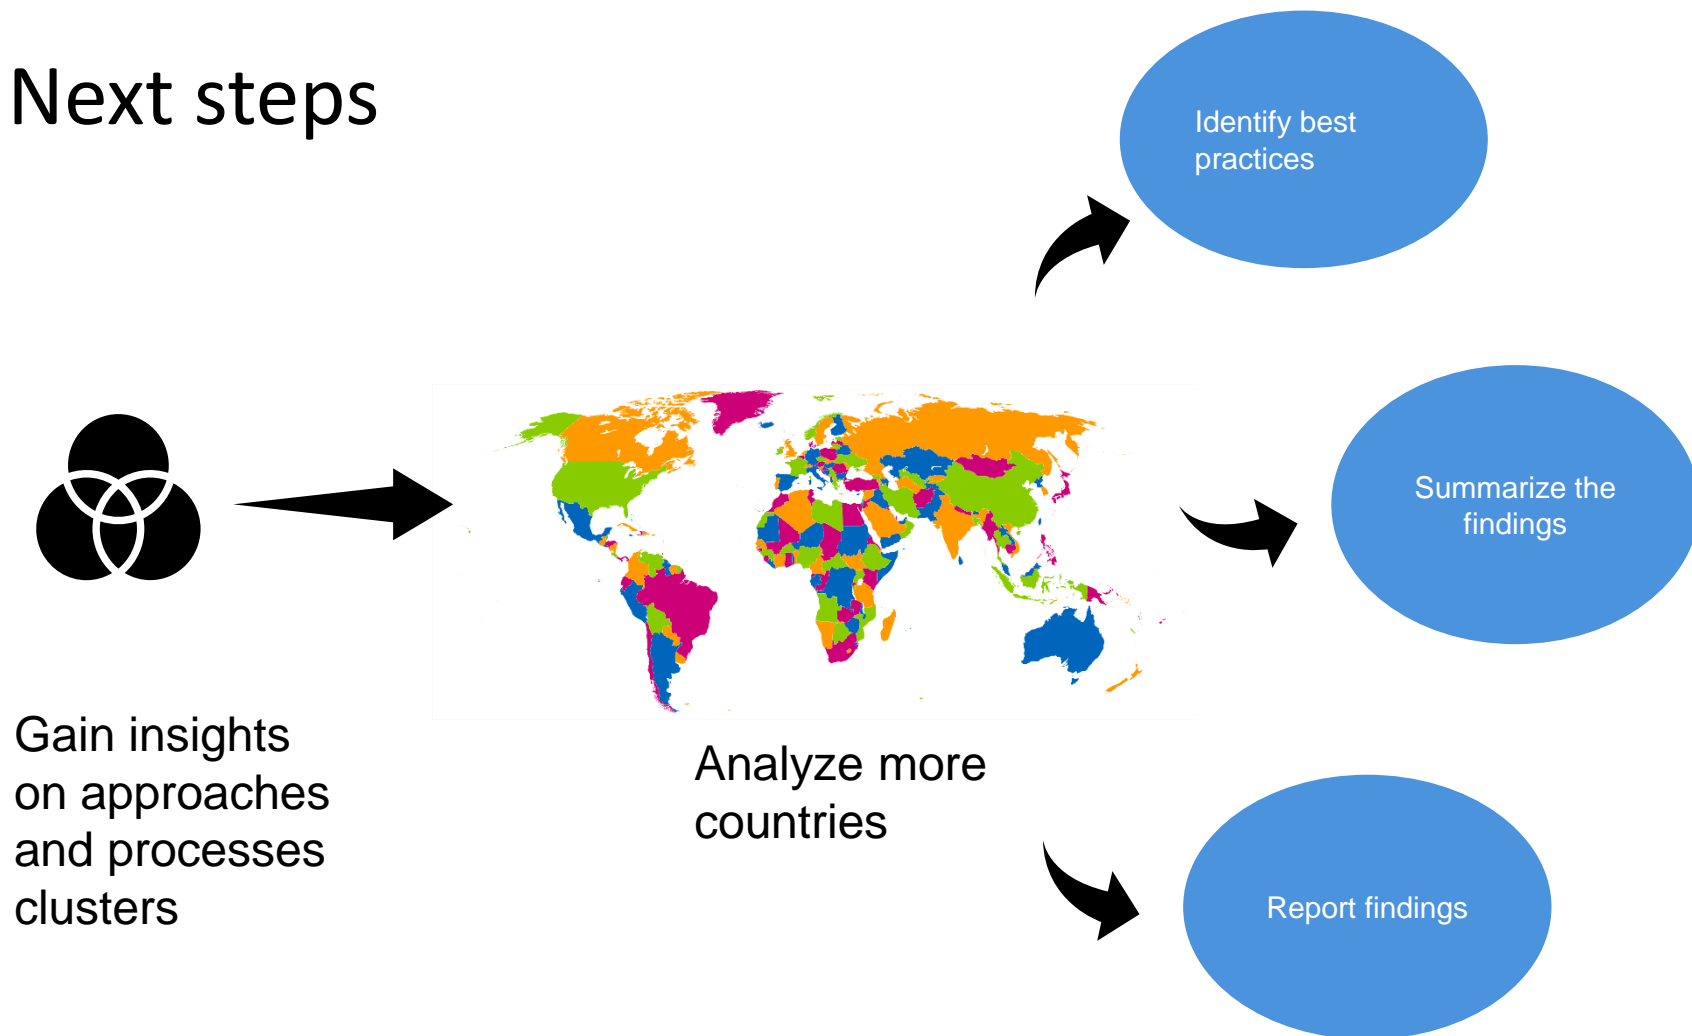 Next steps
Identify best
practices
Summarize the
findings
Gain insights
on approaches
and processes
clusters
Analyze more
countries
Report findings